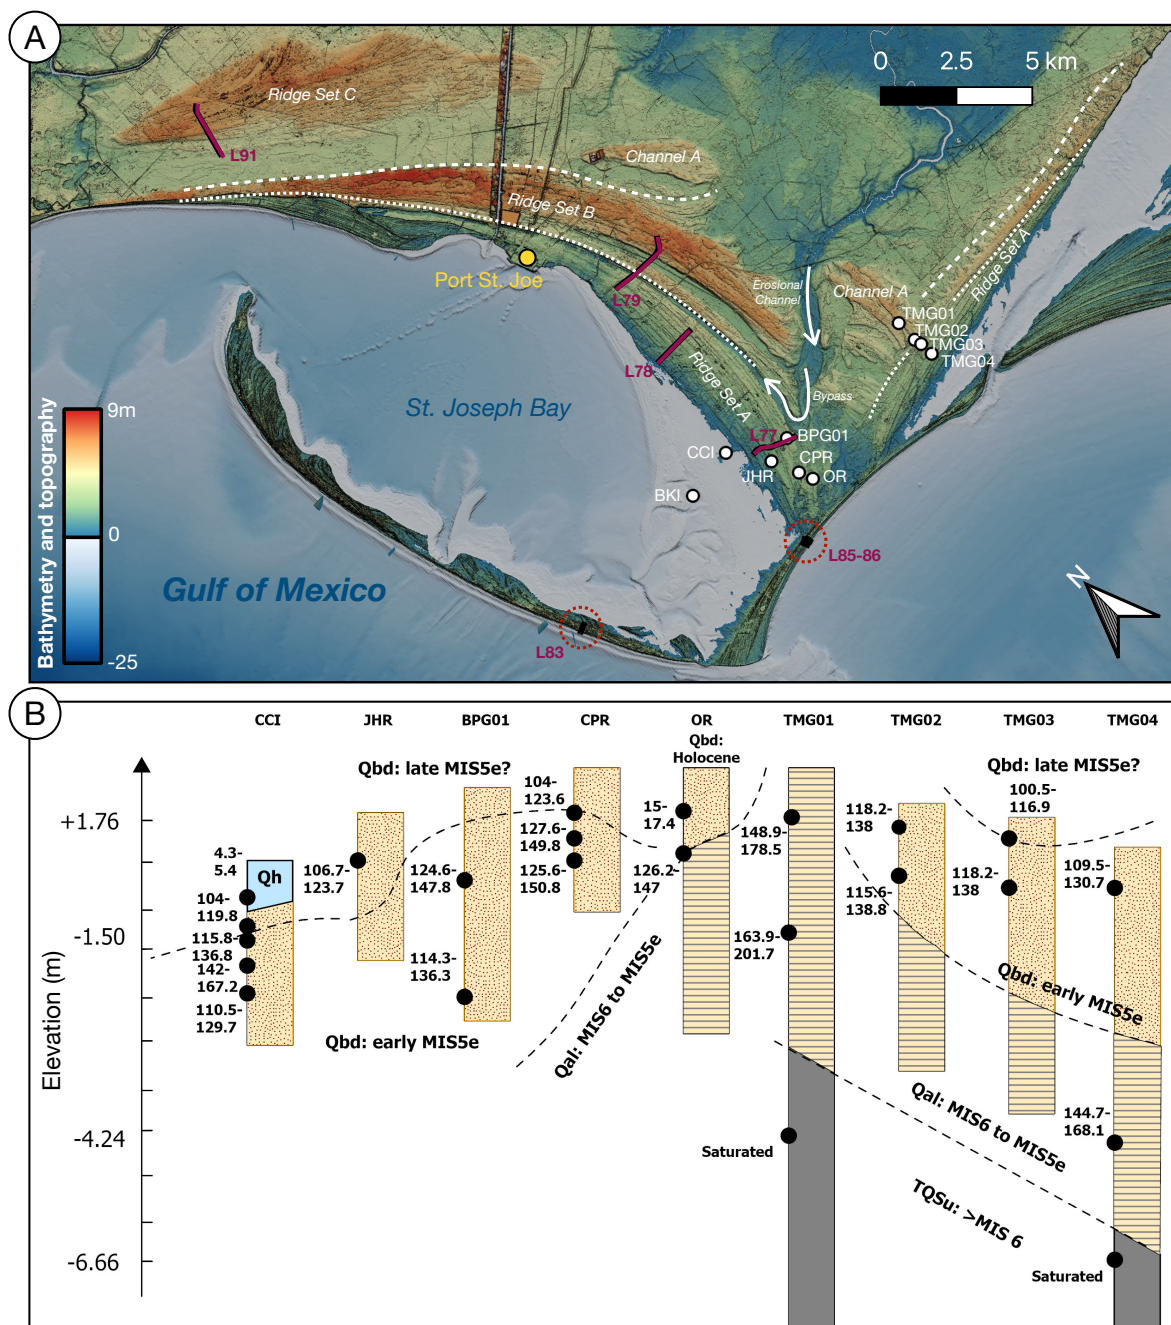 A
0 2.5 5 km
Ridge Set C
L91
Channel A
Ridge Set B
Ridge Set A
Port St. Joe
L79
Erosional
Channel
Channel A
TMG01
TMG02
TMG03
TMG04
L78
Ridge Set A
Bypass
St. Joseph Bay
9m
0
-25
Bathymetry and topography
L77
BPG01
CCI
JHR
CPR
OR
BKI
L85-86
N
Gulf of Mexico
L83
B
CCI JHR BPG01 CPR OR TMG01 TMG02 TMG03 TMG04
Qbd:
Holocene
Qbd: late MIS5e?
Qbd: late MIS5e?
Elevation (m)
+1.76
-1.50
-4.24
-6.66
4.3-
5.4
Qh
104-
119.8
115.8-
136.8
142-
167.2
110.5-
129.7
106.7-
123.7
124.6-
147.8
114.3-
136.3
104-
123.6
127.6-
149.8
125.6-
150.8
15-
17.4
126.2-
147
148.9-
178.5
163.9-
201.7
Saturated
118.2-
138
115.6-
138.8
100.5-
116.9
118.2-
138
109.5-
130.7
144.7-
168.1
Saturated
Qbd: early MIS5e
Qal: MIS6 to MIS5e
Qbd: early MIS5e
Qal: MIS6 to MIS5e
TQSu: >MIS 6